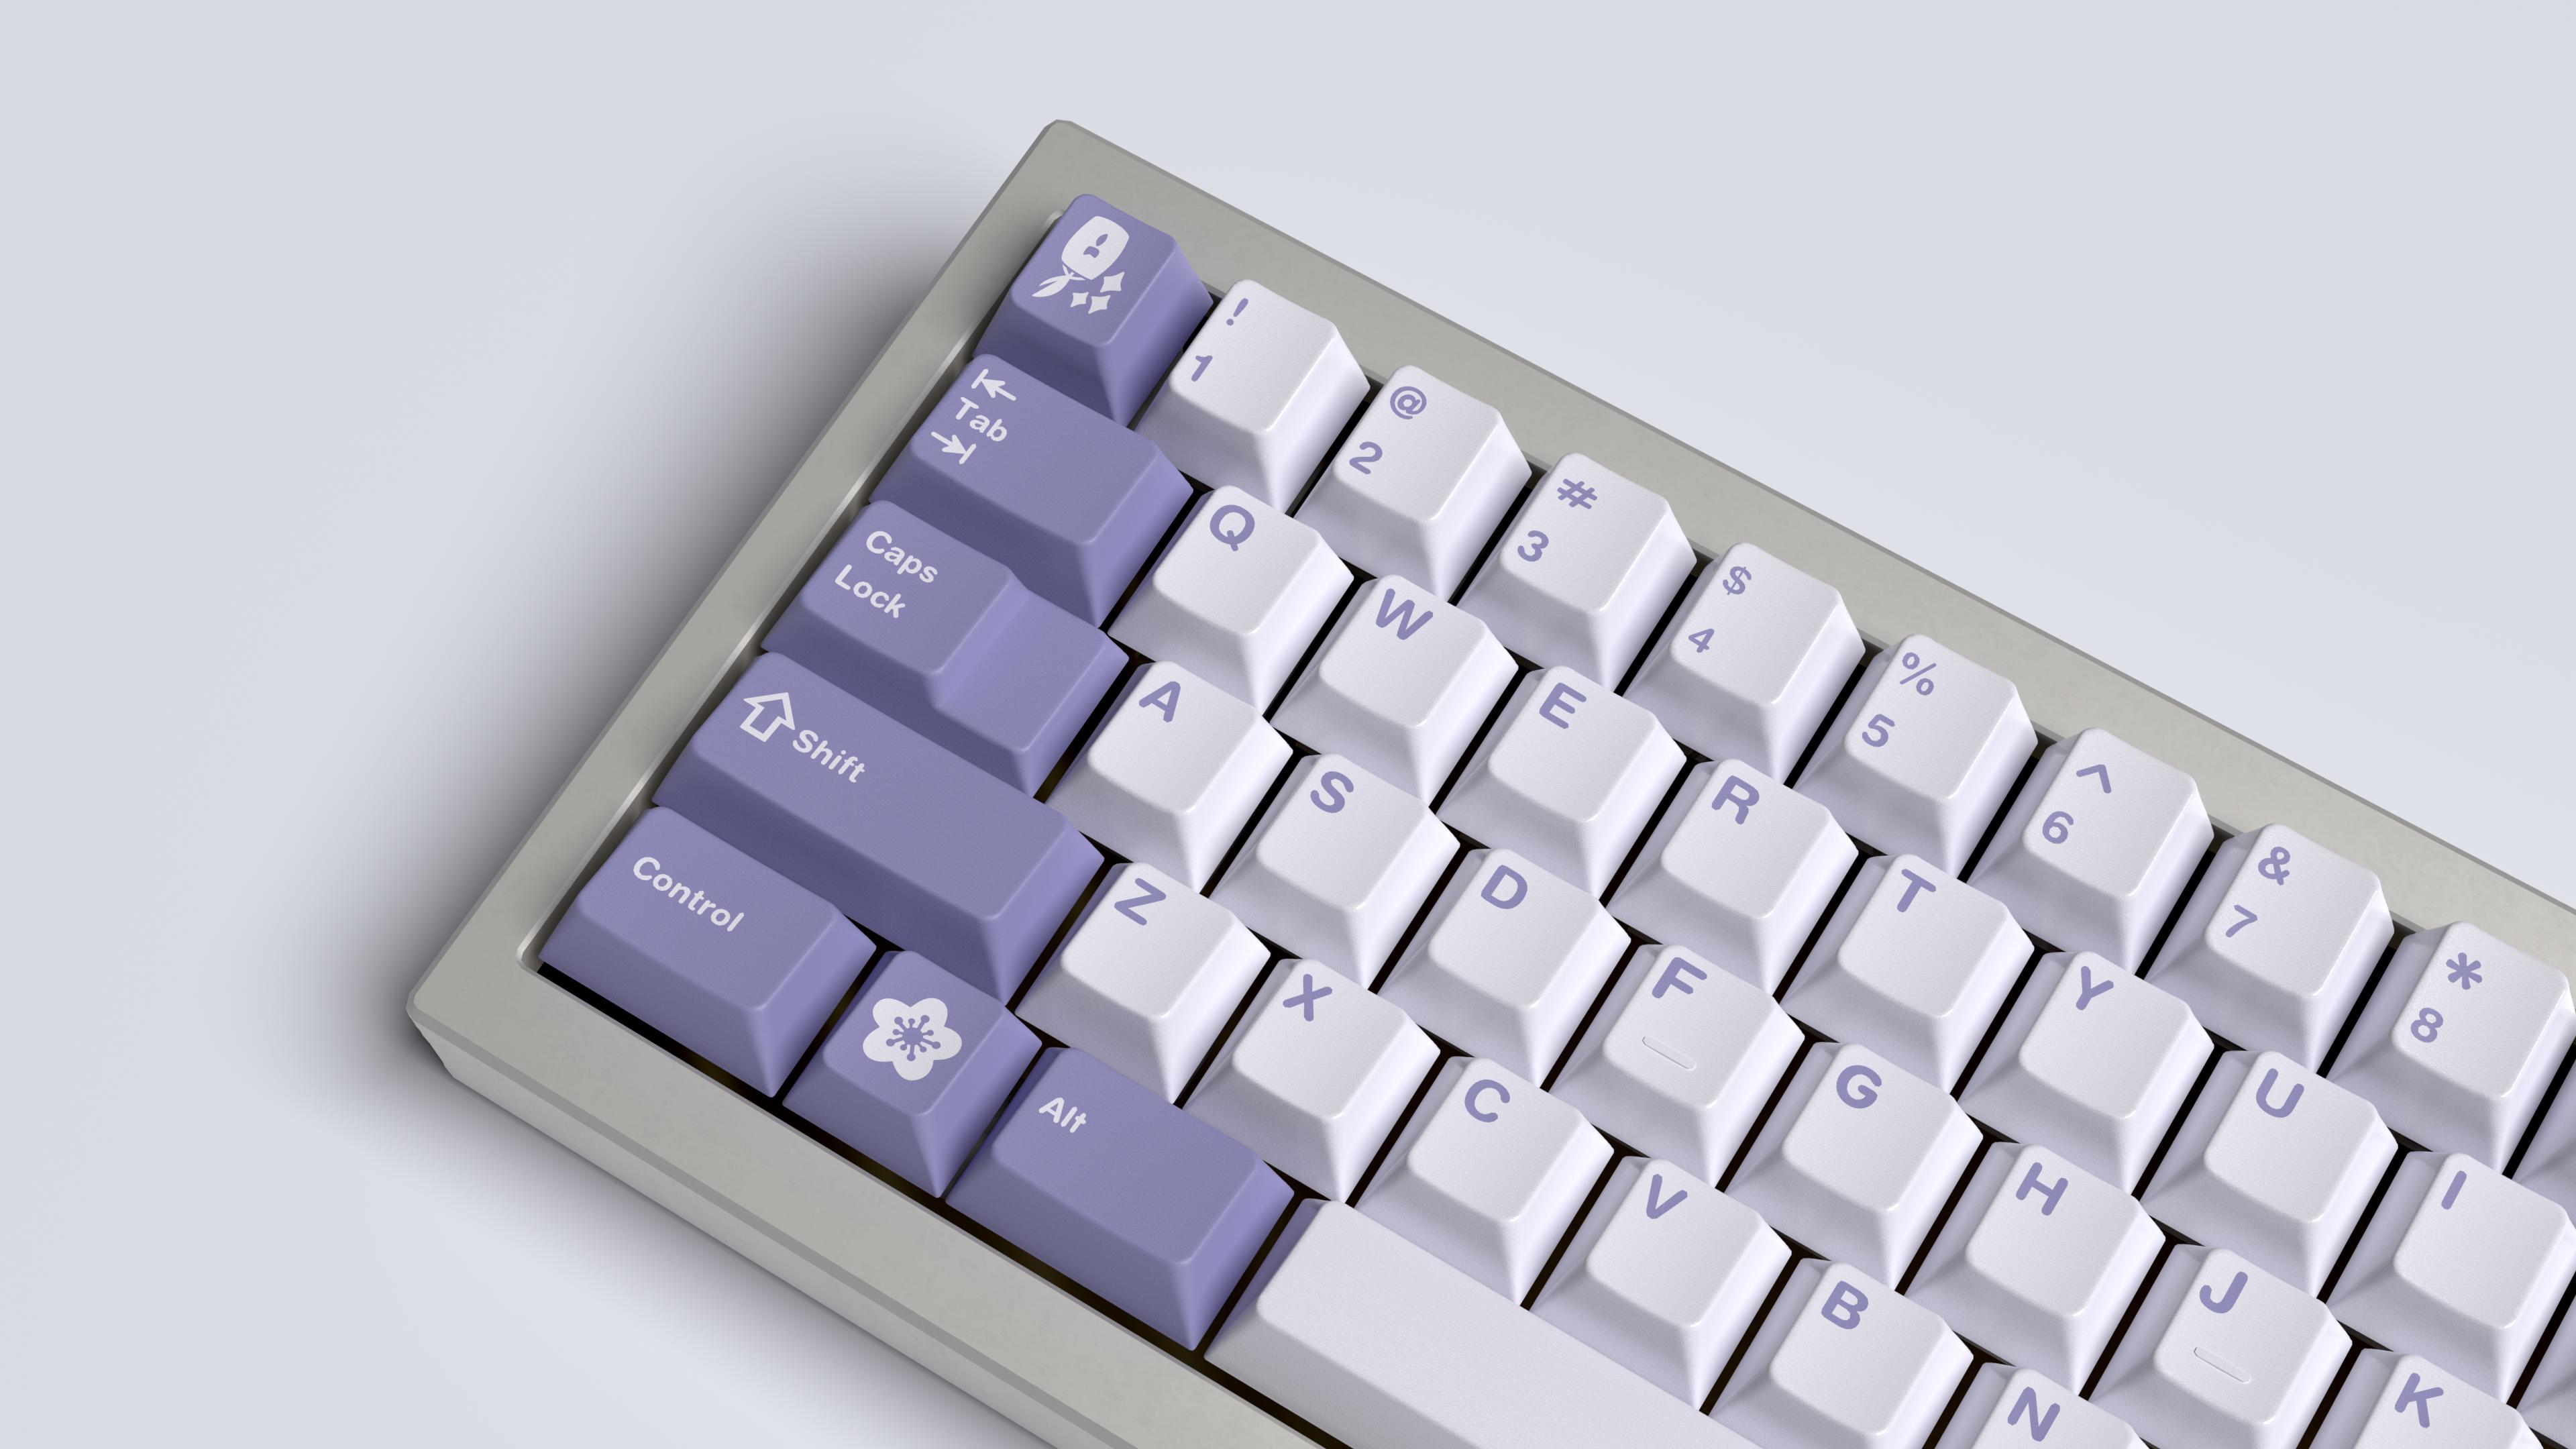 !
1
@
2
#
3
$
4
%
5
^
6
&
7
*
8
Tab
Q
W
E
R
T
Y
U
I
Caps
Lock
A
S
D
F
G
H
J
K
Shift
Z
X
C
V
B
N
Control
Alt